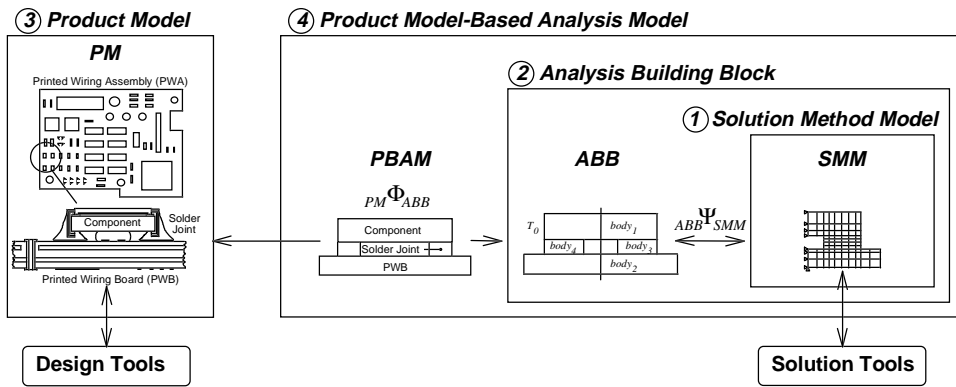 3 Product Model
4 Product Model-Based Analysis Model
PM
Printed Wiring Assembly (PWA)
Component
Solder
Joint
Printed Wiring Board (PWB)
Design Tools
PBAM
PMΦABB
Component
Solder Joint
PWB
2 Analysis Building Block
ABB
T0
body1
body4
body3
body2
ABBΨSMM
1 Solution Method Model
SMM
Solution Tools